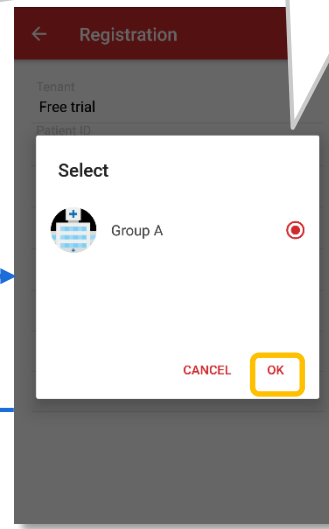 Registration
Tenant
Free trial
Patient ID
Select
Group A
CANCEL
OK